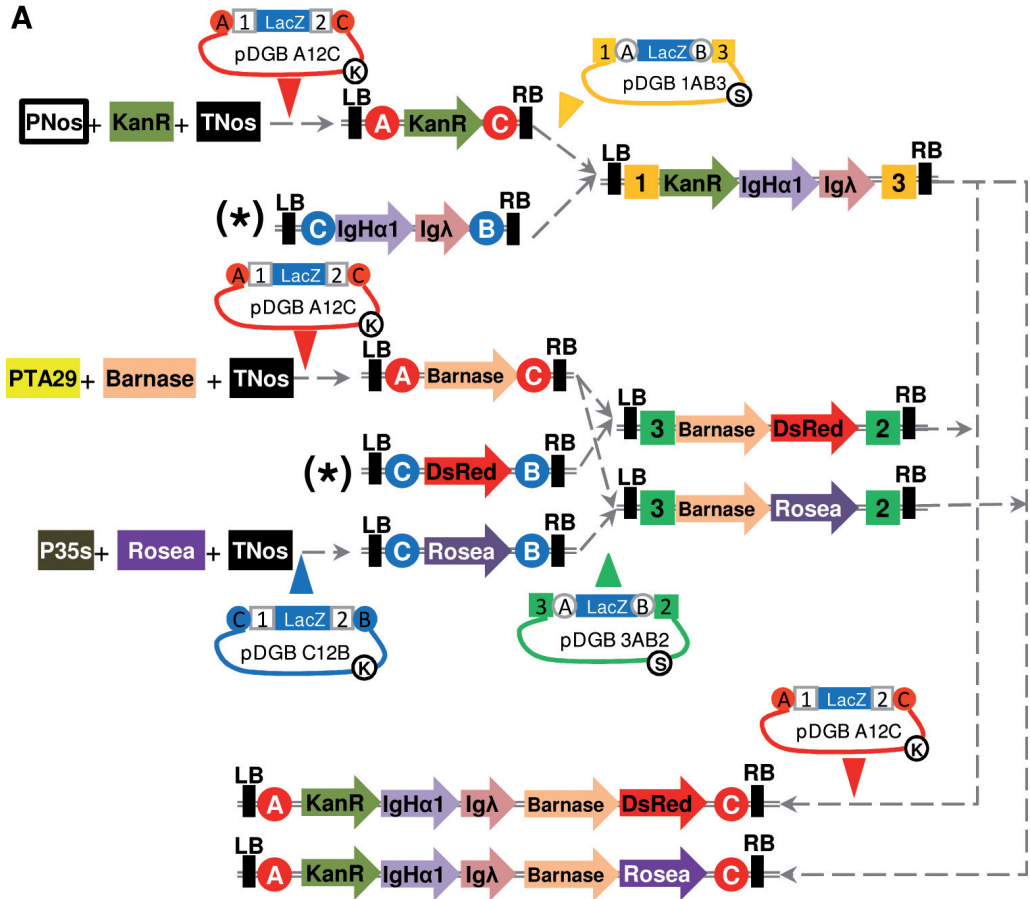 A
A 1 LacZ 2 C
pDGB A12C
K
1 A LacZ B 3
pDGB 1AB3
S
PNos + KanR + TNos
LB A KanR C RB
LB 1 KanR IgHα1 Igλ 3 RB
(*) LB C IgHα1 Igλ B RB
A 1 LacZ 2 C
pDGB A12C
K
PTA29 + Barnase + TNos
LB A Barnase C RB
LB 3 Barnase DsRed 2 RB
(*) LB C DsRed B RB
LB 3 Barnase Rosea 2 RB
P35s + Rosea + TNos
LB C Rosea B RB
C 1 LacZ 2 B
pDGB C12B
K
3 A LacZ B 2
pDGB 3AB2
S
A 1 LacZ 2 C
pDGB A12C
K
LB A KanR IgHα1 Igλ Barnase DsRed C RB
LB A KanR IgHα1 Igλ Barnase Rosea C RB